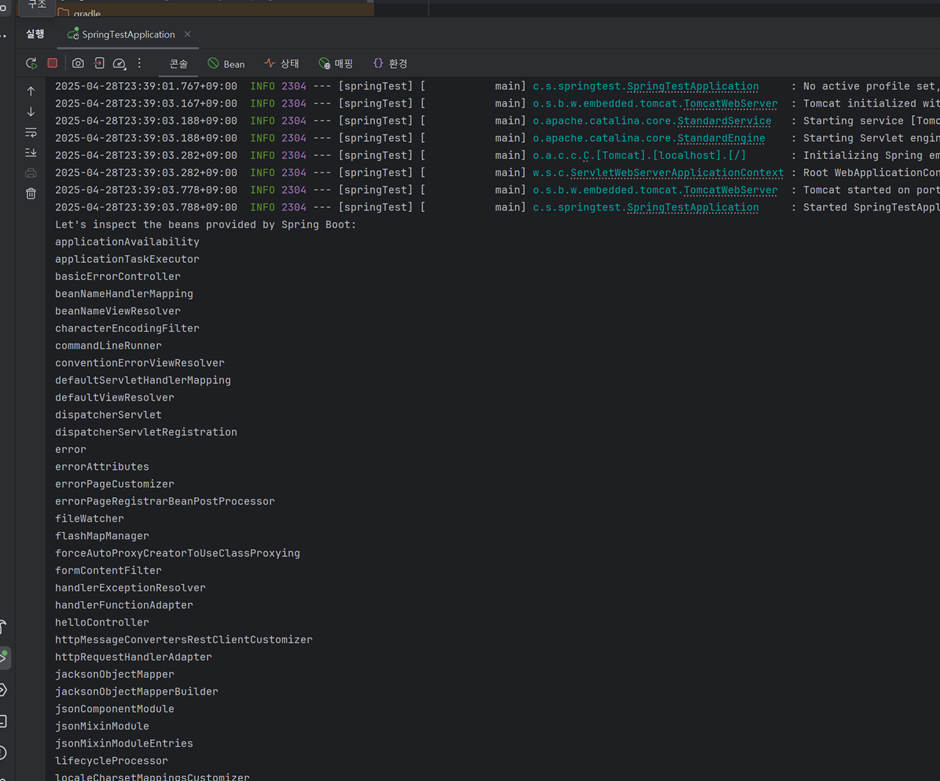 구조
gradle
실행 SpringTestApplication ×
콘솔 Bean 상태 매핑 환경
2025-04-28T23:39:01.767+09:00 INFO 2304 --- [springTest] [ main] c.s.springtest.SpringTestApplication : No active profile set,
2025-04-28T23:39:03.167+09:00 INFO 2304 --- [springTest] [ main] o.s.b.w.embedded.tomcat.TomcatWebServer : Tomcat initialized wit
2025-04-28T23:39:03.188+09:00 INFO 2304 --- [springTest] [ main] o.apache.catalina.core.StandardService : Starting service [Tomc
2025-04-28T23:39:03.188+09:00 INFO 2304 --- [springTest] [ main] o.apache.catalina.core.StandardEngine : Starting Servlet engin
2025-04-28T23:39:03.282+09:00 INFO 2304 --- [springTest] [ main] o.a.c.c.C.[Tomcat].[localhost].[/] : Initializing Spring em
2025-04-28T23:39:03.282+09:00 INFO 2304 --- [springTest] [ main] w.s.c.ServletWebServerApplicationContext : Root WebApplicationCon
2025-04-28T23:39:03.778+09:00 INFO 2304 --- [springTest] [ main] o.s.b.w.embedded.tomcat.TomcatWebServer : Tomcat started on port
2025-04-28T23:39:03.788+09:00 INFO 2304 --- [springTest] [ main] c.s.springtest.SpringTestApplication : Started SpringTestAppl
Let's inspect the beans provided by Spring Boot:
applicationAvailability
applicationTaskExecutor
basicErrorController
beanNameHandlerMapping
beanNameViewResolver
characterEncodingFilter
commandLineRunner
conventionErrorViewResolver
defaultServletHandlerMapping
defaultViewResolver
dispatcherServlet
dispatcherServletRegistration
error
errorAttributes
errorPageCustomizer
errorPageRegistrarBeanPostProcessor
fileWatcher
flashMapManager
forceAutoProxyCreatorToUseClassProxying
formContentFilter
handlerExceptionResolver
handlerFunctionAdapter
helloController
httpMessageConvertersRestClientCustomizer
httpRequestHandlerAdapter
jacksonObjectMapper
jacksonObjectMapperBuilder
jsonComponentModule
jsonMixinModule
jsonMixinModuleEntries
lifecycleProcessor
localeCharsetMappingsCustomizer